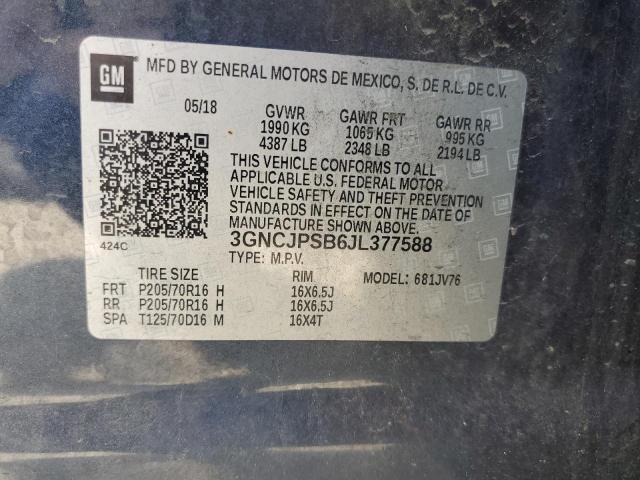 GM
MFD BY GENERAL MOTORS DE MEXICO, S. DE R.L. DE C.V.
05/18 GVWR GAWR FRT GAWR RR
1990 KG 1065 KG 995 KG
4387 LB 2348 LB 2194 LB
THIS VEHICLE CONFORMS TO ALL
APPLICABLE U.S. FEDERAL MOTOR
VEHICLE SAFETY AND THEFT PREVENTION
STANDARDS IN EFFECT ON THE DATE OF
MANUFACTURE SHOWN ABOVE.
424C
3GNCJPSB6JL377588
TYPE: M.P.V.
TIRE SIZE RIM MODEL: 681JV76
FRT P205/70R16 H 16X6.5J
RR P205/70R16 H 16X6.5J
SPA T125/70D16 M 16X4T